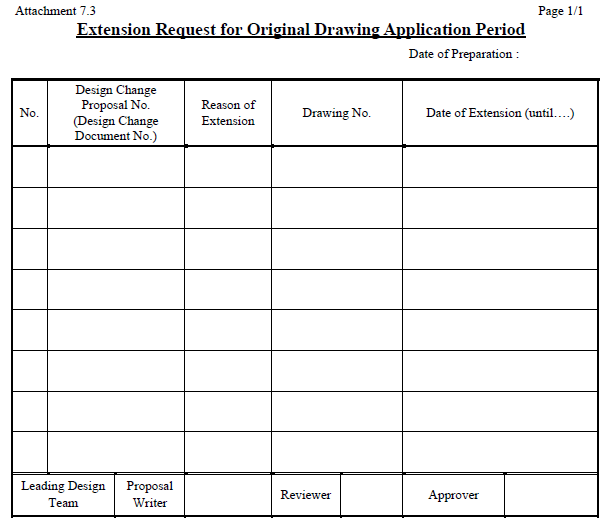 Attachment 7.3 Page 1/1
Extension Request for Original Drawing Application Period
Date of Preparation :
No.
Design Change
Proposal No.
(Design Change
Document No.)
Reason of
Extension
Drawing No.
Date of Extension (until….)
Leading Design
Team
Proposal
Writer
Reviewer
Approver